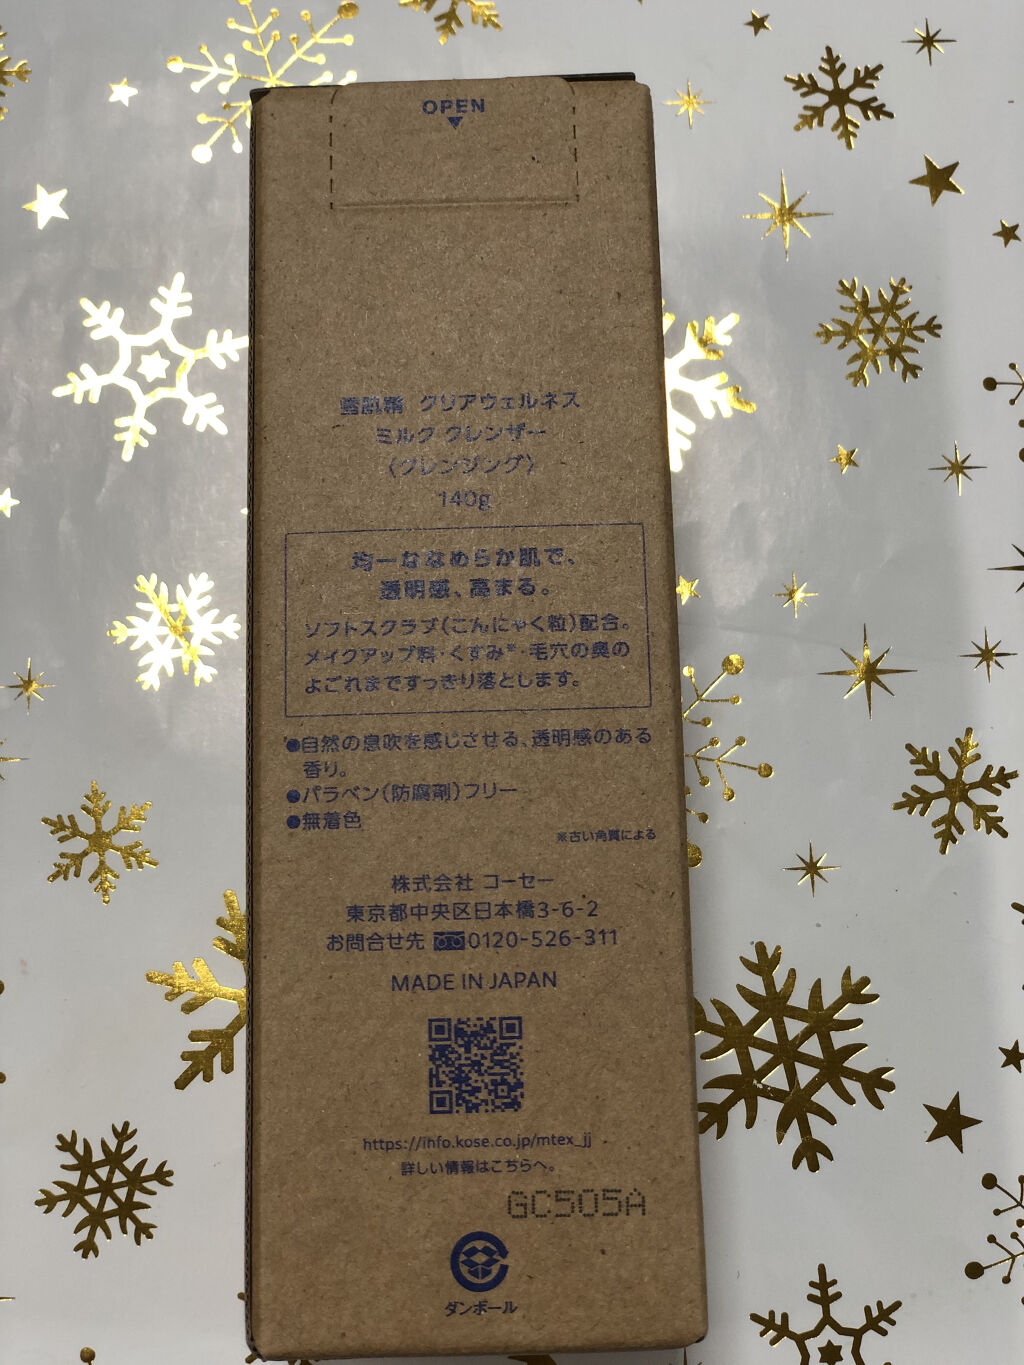 OPEN
雪肌精 クリアウェルネス
ミルク クレンザー
〈クレンジング〉
140g
均一ななめらか肌で、
透明感、高まる。
ソフトスクラブ(こんにゃく粒)配合。
メイクアップ料・くすみ※・毛穴の奥の
よごれまですっきり落とします。
●自然の息吹を感じさせる、透明感のある
香り。
●パラベン(防腐剤)フリー
●無着色
※古い角質による
株式会社 コーセー
東京都中央区日本橋3-6-2
お問合せ先 0120-526-311
MADE IN JAPAN
https://ihfo.kose.co.jp/mtex_jj
詳しい情報はこちらへ。
GC505A
ダンボール